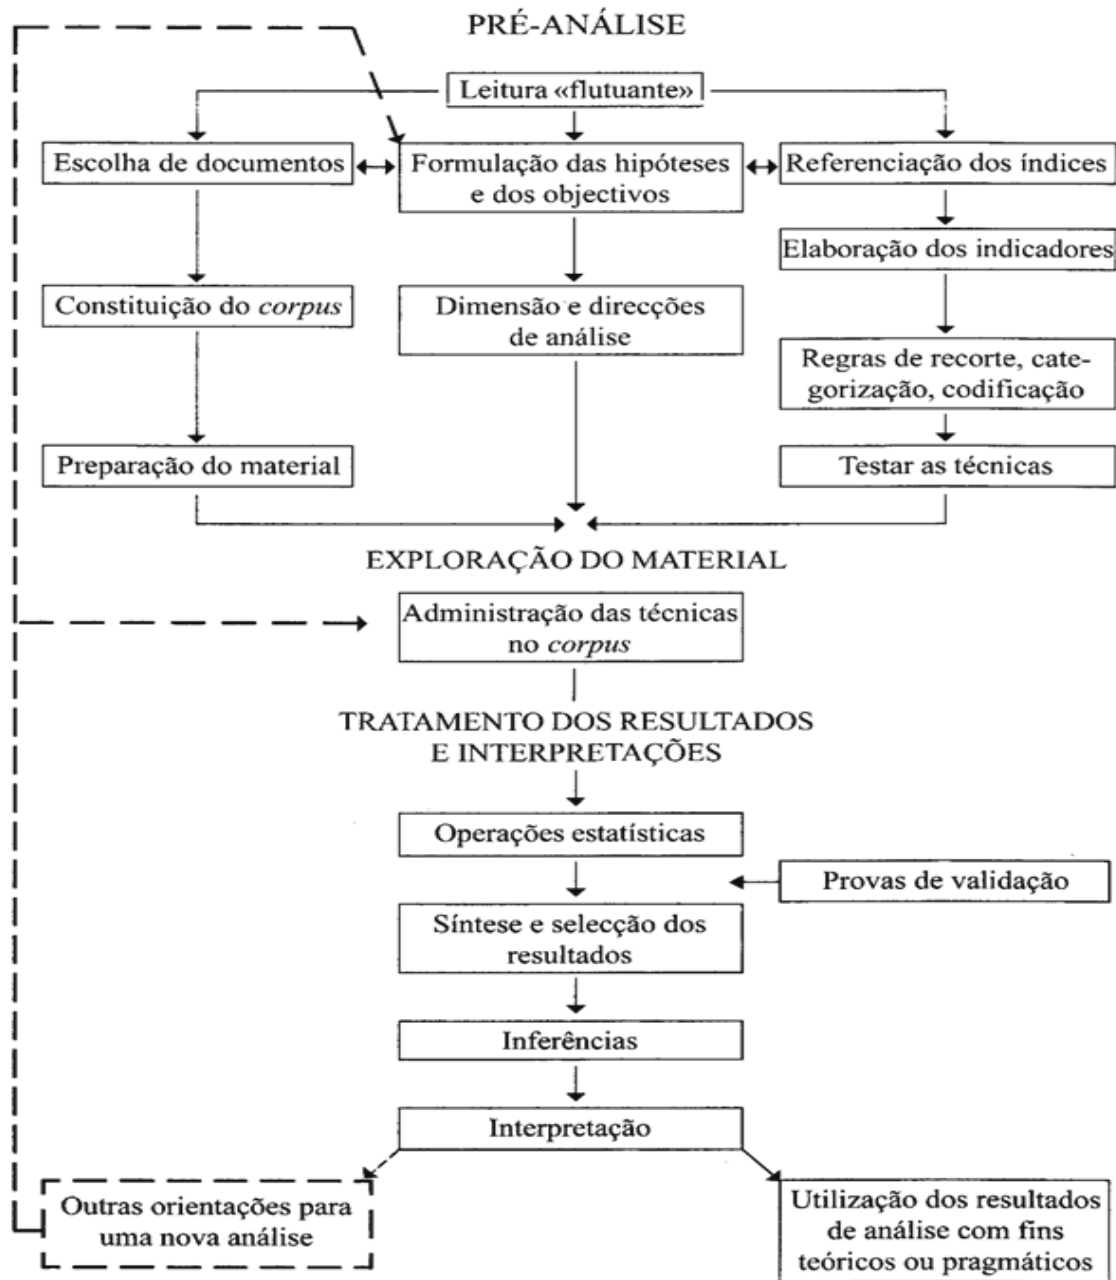 PRÉ-ANÁLISE
Leitura «flutuante»
Escolha de documentos
Formulação das hipóteses
e dos objectivos
Referenciação dos índices
Elaboração dos indicadores
Constituição do corpus
Dimensão e direcções
de análise
Regras de recorte, cate-
gorização, codificação
Preparação do material
Testar as técnicas
EXPLORAÇÃO DO MATERIAL
Administração das técnicas
no corpus
TRATAMENTO DOS RESULTADOS
E INTERPRETAÇÕES
Operações estatísticas
Provas de validação
Síntese e selecção dos
resultados
Inferências
Interpretação
Outras orientações para
uma nova análise
Utilização dos resultados
de análise com fins
teóricos ou pragmáticos